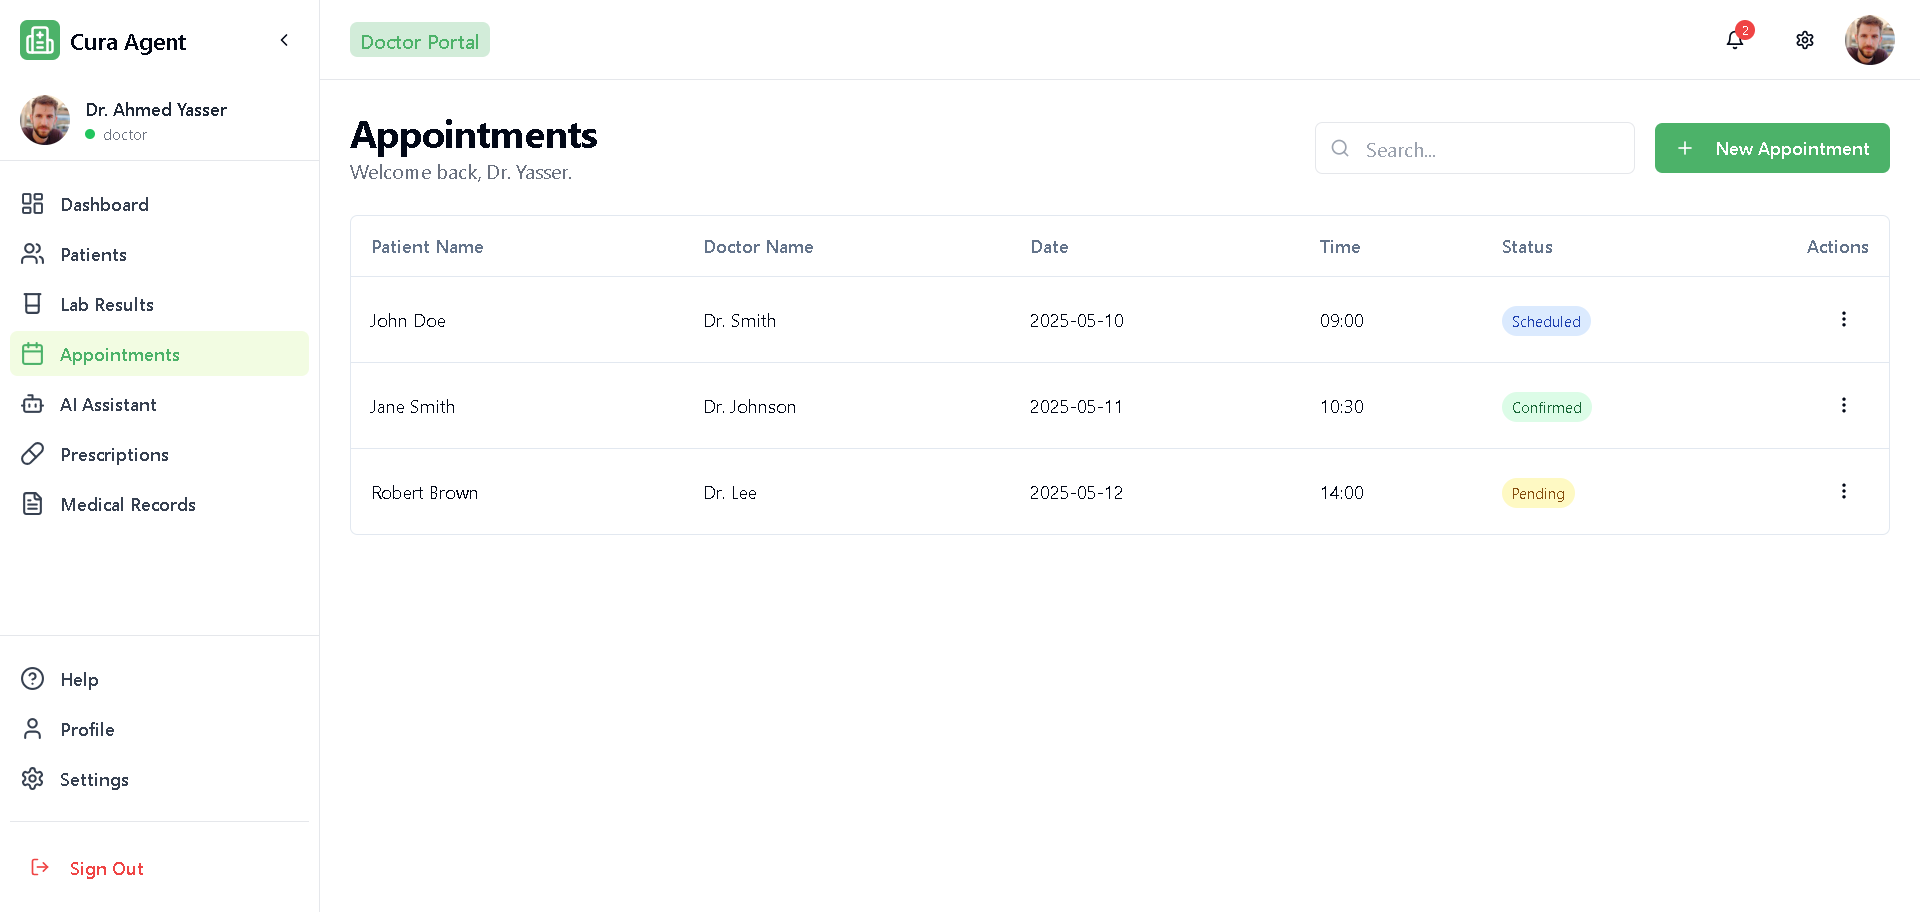 Cura Agent
Dr. Ahmed Yasser
doctor
Dashboard
Patients
Lab Results
Appointments
AI Assistant
Prescriptions
Medical Records
Help
Profile
Settings
Sign Out
Doctor Portal
2
Appointments
Welcome back, Dr. Yasser.
Search...
New Appointment
Patient Name Doctor Name Date Time Status Actions
John Doe Dr. Smith 2025-05-10 09:00 Scheduled
Jane Smith Dr. Johnson 2025-05-11 10:30 Confirmed
Robert Brown Dr. Lee 2025-05-12 14:00 Pending